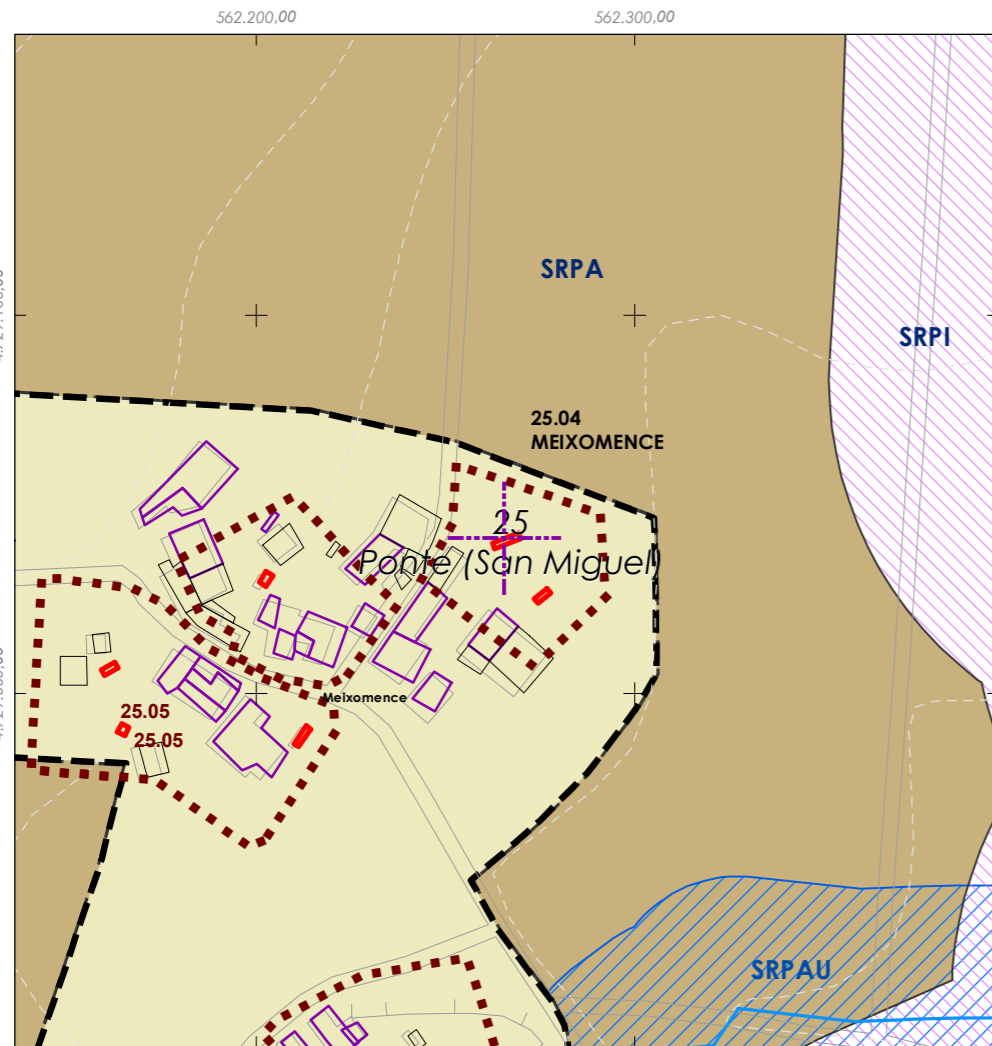 562.200,00
562.300,00
SRPA
SRPI
25.04
MEIXOMENCE
25
Ponte (San Miguel)
Meixomence
25.05
25.05
SRPAU